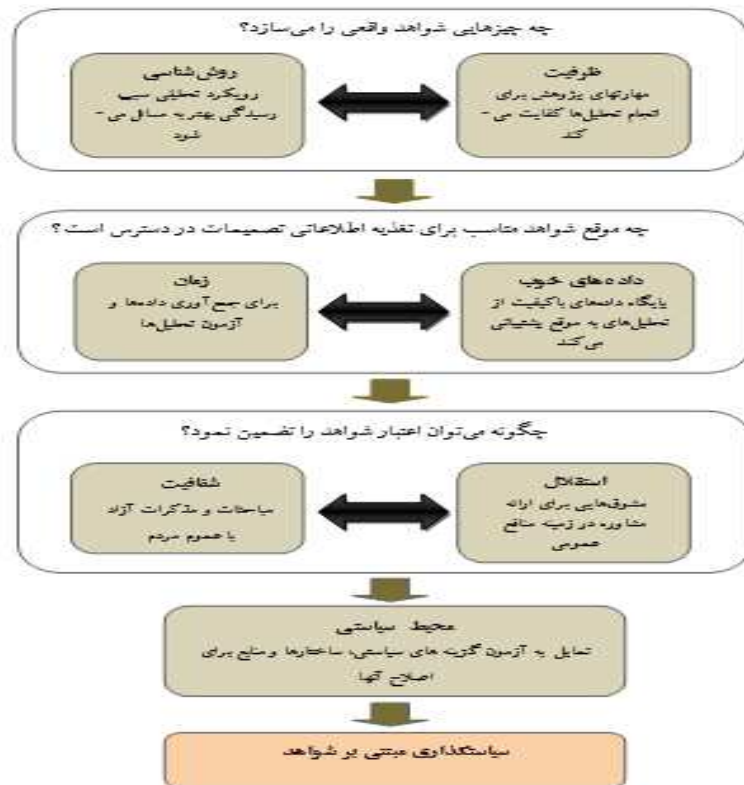 چه چیزهایی شواهد واقعی را می‌سازد؟
ظرفیت
مهارتهای پژوهش برای
انجام تحلیل‌ها کفایت می -
کند
روش‌شناسی
رویکرد تحلیلی سبب
رسیدگی بهتر به مسائل می -
شود
چه موقع شواهد مناسب برای تغذیه اطلاعاتی تصمیمات در دسترس است؟
داده‌های خوب
پایگاه داده‌های باکیفیت از
تحلیل‌های به موقع پشتیبانی
می‌کند
زمان
برای جمع‌آوری داده‌ها و
آزمون تحلیل‌ها
چگونه می‌توان اعتبار شواهد را تضمین نمود؟
استقلال
مشوق‌هایی برای ارائه
مشاوره در زمینه منافع
عمومی
شفافیت
مباحثات و مذکرات آزاد
با عموم مردم
محیط سیاستی
تمایل به آزمون گزینه های سیاستی، ساختارها و منابع برای
اصلاح آنها
سیاستگذاری مبتنی بر شواهد